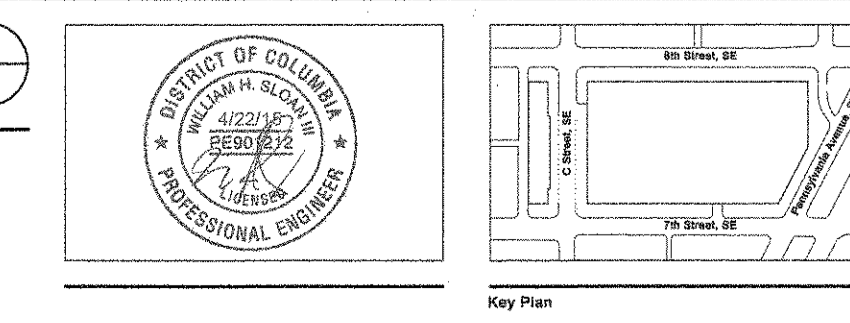 DISTRICT OF COLUMBIA
WILLIAM H. SLOAN III
4/22/15
PE901212
LICENSED
PROFESSIONAL ENGINEER
8th Street, SE
C Street, SE
Pennsylvania Avenue
7th Street, SE
Key Plan